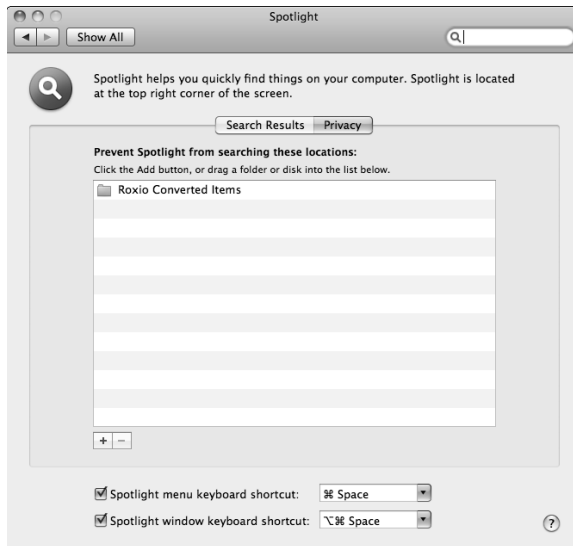 Spotlight
Show All
Spotlight helps you quickly find things on your computer. Spotlight is located
at the top right corner of the screen.
Search Results Privacy
Prevent Spotlight from searching these locations:
Click the Add button, or drag a folder or disk into the list below.
Roxio Converted Items
+ −
Spotlight menu keyboard shortcut: ⌘ Space
Spotlight window keyboard shortcut: ⌥⌘ Space
?